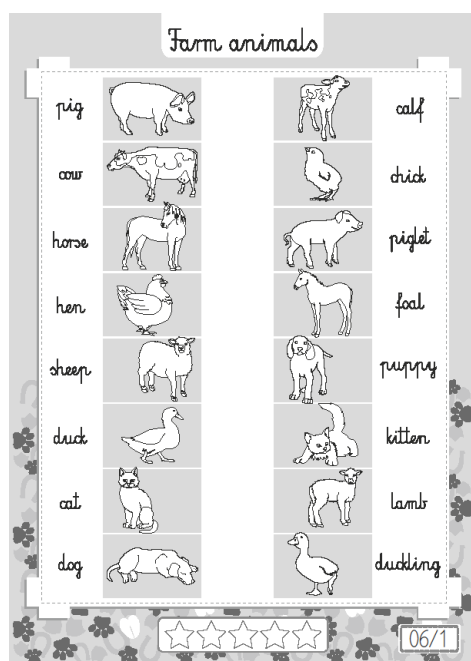 Farm animals
pig calf
cow chick
horse piglet
hen foal
sheep puppy
duck kitten
cat lamb
dog duckling
06/1